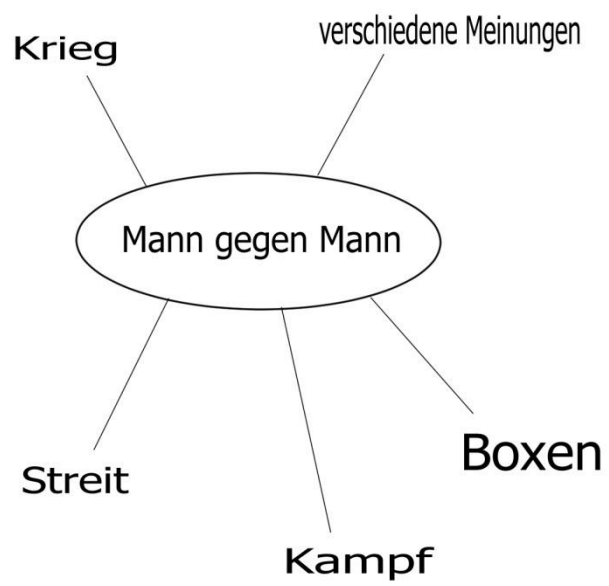 Krieg
verschiedene Meinungen
Mann gegen Mann
Boxen
Streit
Kampf